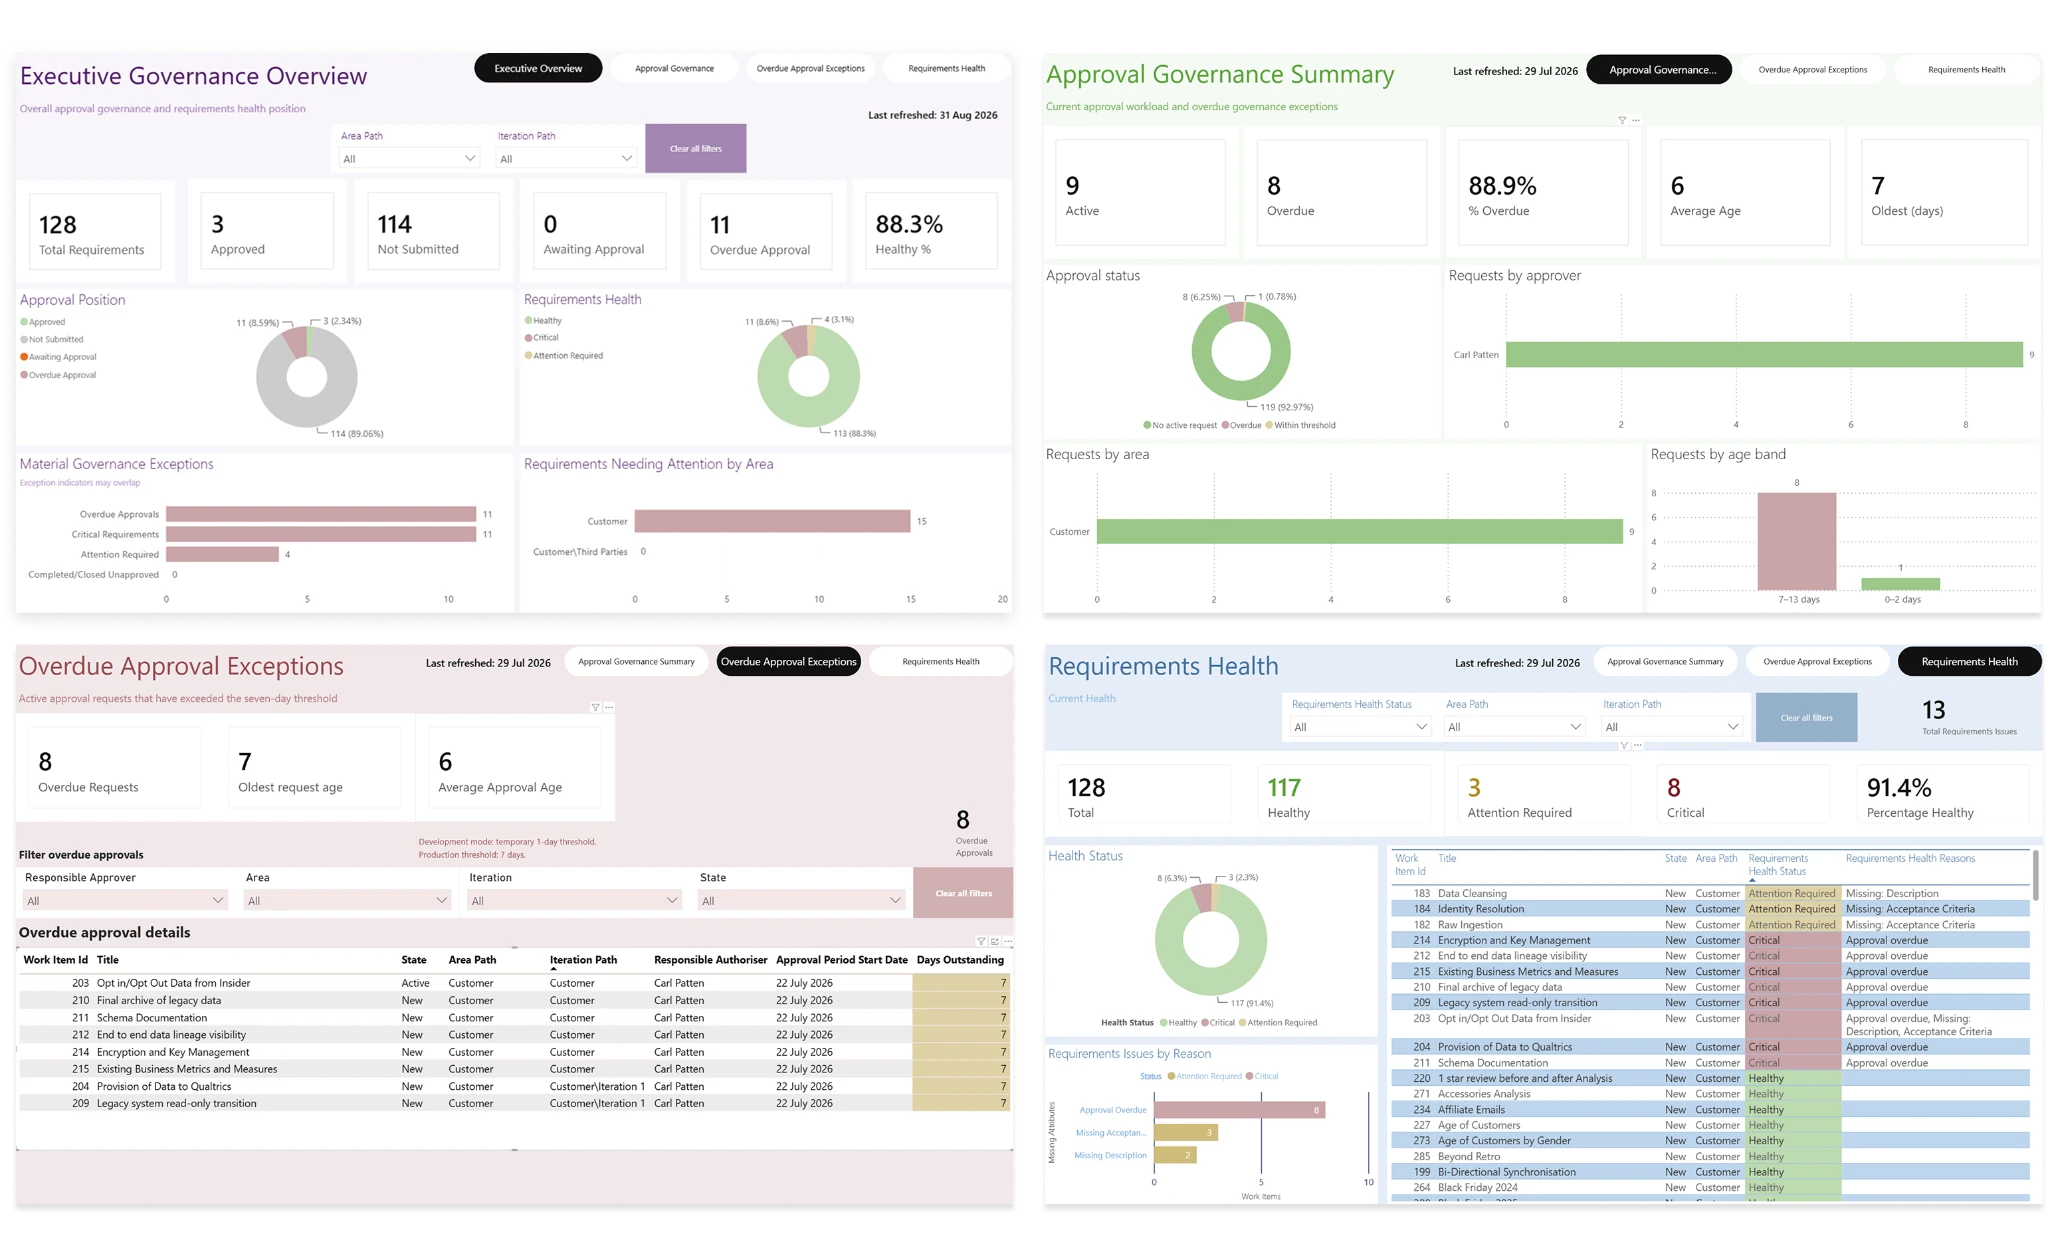 Executive Governance Overview
Executive Overview
Approval Governance
Overdue Approval Exceptions
Requirements Health
Overall approval governance and requirements health position
Last refreshed: 31 Aug 2026
Area Path
Iteration Path
All
All
Clear all filters
128
Total Requirements
3
Approved
114
Not Submitted
0
Awaiting Approval
11
Overdue Approval
88.3%
Healthy %
Approval Position
Approved
Not Submitted
Awaiting Approval
Overdue Approval
11 (8.59%)
3 (2.34%)
114 (89.06%)
Requirements Health
Healthy
Critical
Attention Required
11 (8.6%)
4 (3.1%)
113 (88.3%)
Material Governance Exceptions
Exception indicators may overlap
Overdue Approvals 11
Critical Requirements 11
Attention Required 4
Completed/Closed Unapproved 0
0 5 10
Requirements Needing Attention by Area
Customer 15
Customer\Third Parties 0
0 5 10 15 20
Approval Governance Summary
Last refreshed: 29 Jul 2026
Approval Governance...
Overdue Approval Exceptions
Requirements Health
Current approval workload and overdue governance exceptions
9
Active
8
Overdue
88.9%
% Overdue
6
Average Age
7
Oldest (days)
Approval status
8 (6.25%)
1 (0.78%)
119 (92.97%)
No active request Overdue Within threshold
Requests by approver
Carl Patten 9
0 2 4 6 8
Requests by area
Customer 9
0 2 4 6 8
Requests by age band
8
6
4
2
0
8
1
7–13 days 0–2 days
Overdue Approval Exceptions
Last refreshed: 29 Jul 2026
Approval Governance Summary
Overdue Approval Exceptions
Requirements Health
Active approval requests that have exceeded the seven-day threshold
8
Overdue Requests
7
Oldest request age
6
Average Approval Age
8
Overdue
Approvals
Development mode: temporary 1-day threshold.
Production threshold: 7 days.
Filter overdue approvals
Responsible Approver
Area
Iteration
State
All
All
All
All
Clear all filters
Overdue approval details
Work Item Id Title State Area Path Iteration Path Responsible Authoriser Approval Period Start Date Days Outstanding
203 Opt in/Opt Out Data from Insider Active Customer Customer Carl Patten 22 July 2026 7
210 Final archive of legacy data New Customer Customer Carl Patten 22 July 2026 7
211 Schema Documentation New Customer Customer Carl Patten 22 July 2026 7
212 End to end data lineage visibility New Customer Customer Carl Patten 22 July 2026 7
214 Encryption and Key Management New Customer Customer Carl Patten 22 July 2026 7
215 Existing Business Metrics and Measures New Customer Customer Carl Patten 22 July 2026 7
204 Provision of Data to Qualtrics New Customer Customer\Iteration 1 Carl Patten 22 July 2026 7
209 Legacy system read-only transition New Customer Customer\Iteration 1 Carl Patten 22 July 2026 7
Requirements Health
Last refreshed: 29 Jul 2026
Approval Governance Summary
Overdue Approval Exceptions
Requirements Health
Current Health
Requirements Health Status
Area Path
Iteration Path
All
All
All
Clear all filters
13
Total Requirements Issues
128
Total
117
Healthy
3
Attention Required
8
Critical
91.4%
Percentage Healthy
Health Status
8 (6.3%)
3 (2.3%)
117 (91.4%)
Health Status Healthy Critical Attention Required
Requirements Issues by Reason
Status Attention Required Critical
Missing Attributes
Approval Overdue 8
Missing Acceptan... 3
Missing Description 2
0 5 10
Work Items
Work Item Id Title State Area Path Requirements Health Status Requirements Health Reasons
183 Data Cleansing New Customer Attention Required Missing: Description
184 Identity Resolution New Customer Attention Required Missing: Acceptance Criteria
182 Raw Ingestion New Customer Attention Required Missing: Acceptance Criteria
214 Encryption and Key Management New Customer Critical Approval overdue
212 End to end data lineage visibility New Customer Critical Approval overdue
215 Existing Business Metrics and Measures New Customer Critical Approval overdue
210 Final archive of legacy data New Customer Critical Approval overdue
209 Legacy system read-only transition New Customer Critical Approval overdue
203 Opt in/Opt Out Data from Insider New Customer Critical Approval overdue, Missing:
Description, Acceptance Criteria
204 Provision of Data to Qualtrics New Customer Critical Approval overdue
211 Schema Documentation New Customer Critical Approval overdue
220 1 star review before and after Analysis New Customer Healthy
271 Accessories Analysis New Customer Healthy
234 Affiliate Emails New Customer Healthy
227 Age of Customers New Customer Healthy
273 Age of Customers by Gender New Customer Healthy
285 Beyond Retro New Customer Healthy
199 Bi-Directional Synchronisation New Customer Healthy
264 Black Friday 2024 New Customer Healthy